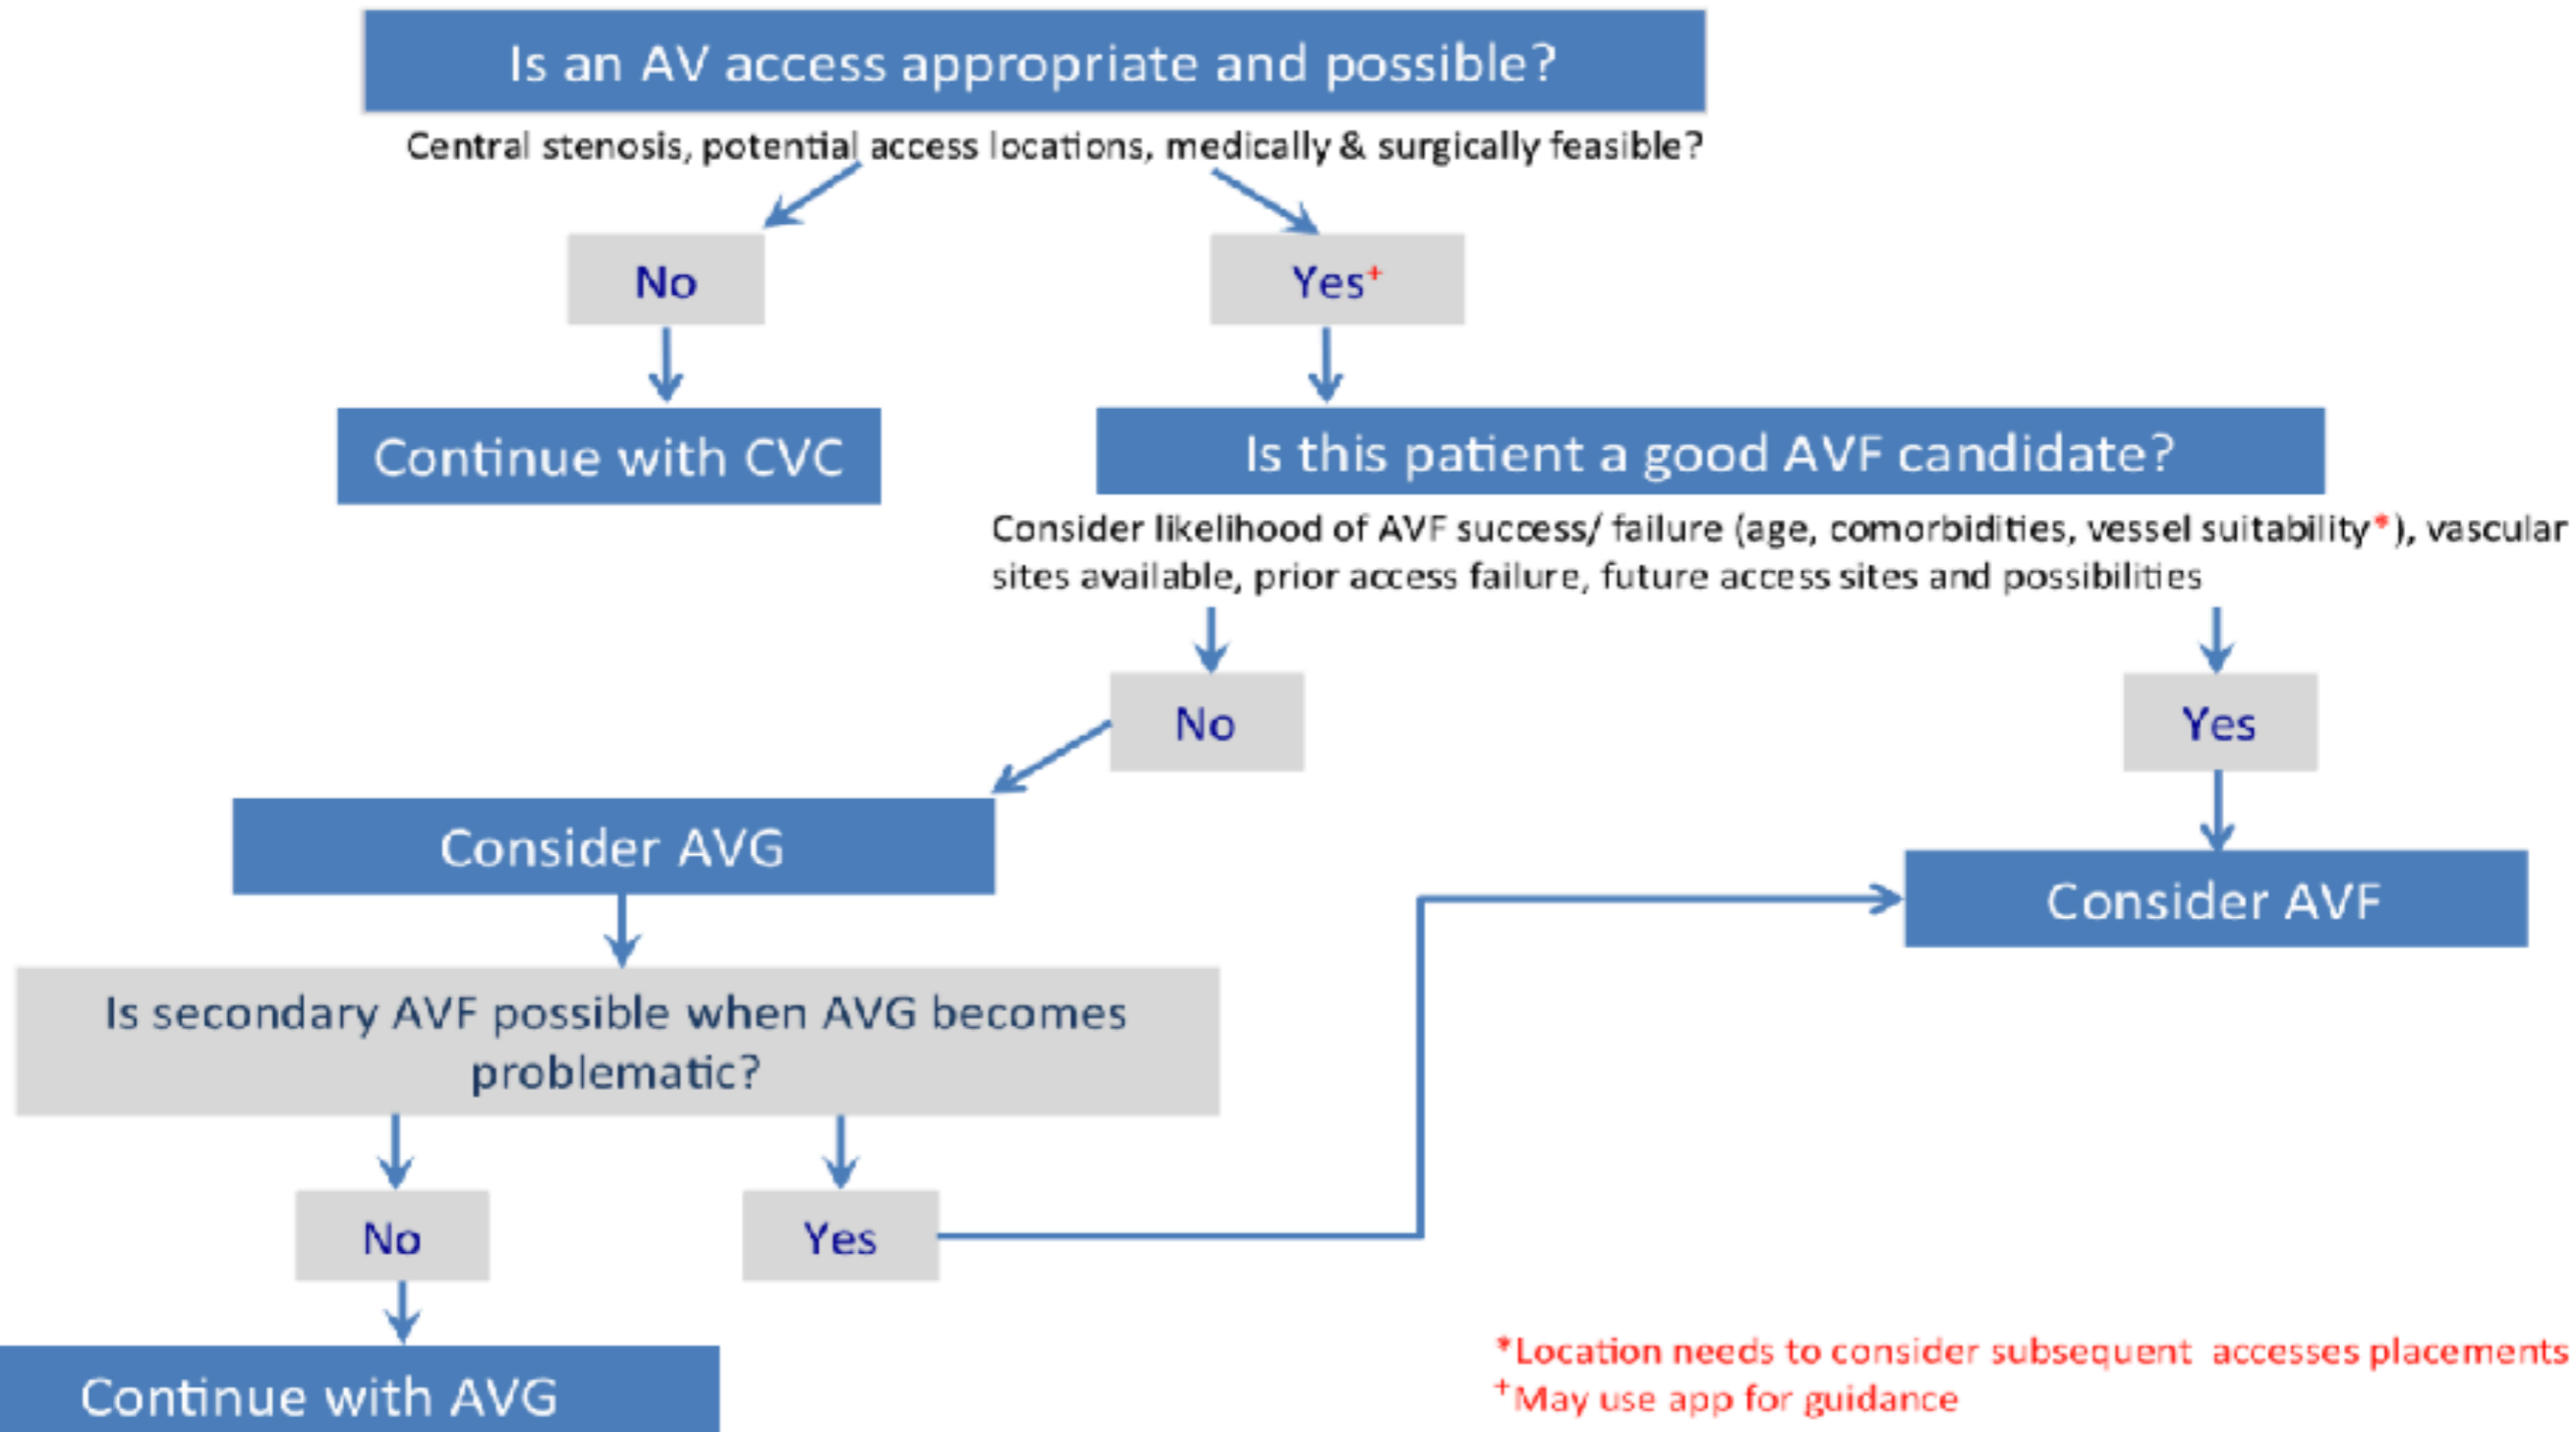 Is an AV access appropriate and possible?
Central stenosis, potential access locations, medically & surgically feasible?
No
Yes⁺
Continue with CVC
Is this patient a good AVF candidate?
Consider likelihood of AVF success/ failure (age, comorbidities, vessel suitability*), vascular
sites available, prior access failure, future access sites and possibilities
No
Yes
Consider AVG
Consider AVF
Is secondary AVF possible when AVG becomes
problematic?
No
Yes
Continue with AVG
*Location needs to consider subsequent accesses placements
⁺May use app for guidance